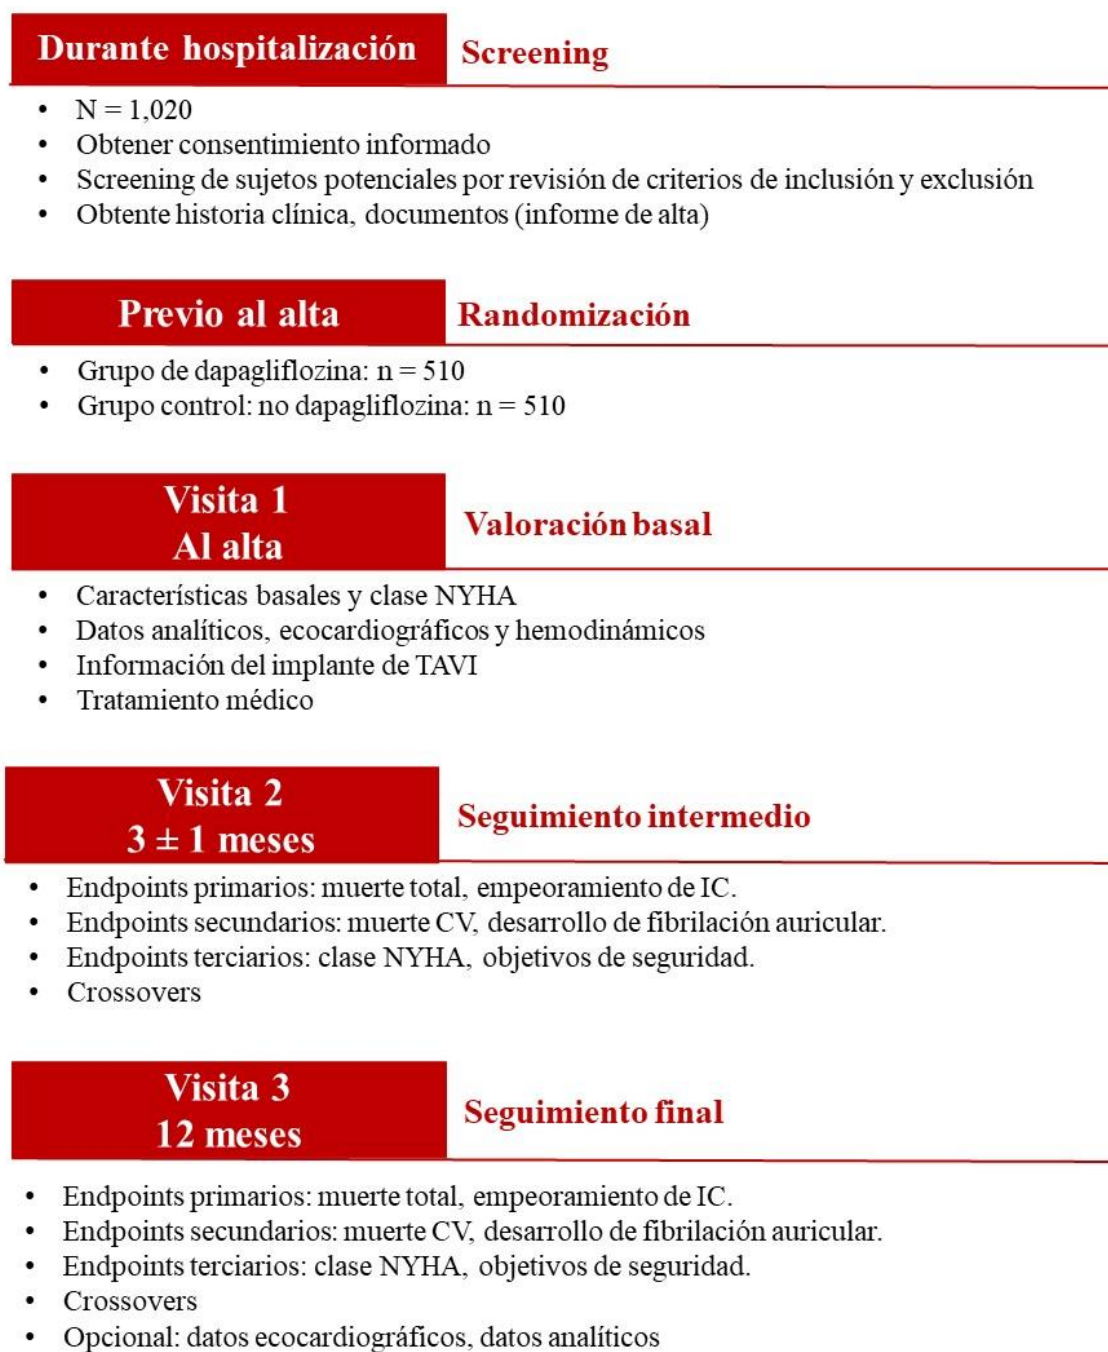 Durante hospitalización Screening
• N = 1,020
• Obtener consentimiento informado
• Screening de sujetos potenciales por revisión de criterios de inclusión y exclusión
• Obtente historia clínica, documentos (informe de alta)
Previo al alta Randomización
• Grupo de dapagliflozina: n = 510
• Grupo control: no dapagliflozina: n = 510
Visita 1
Al alta
Valoración basal
• Características basales y clase NYHA
• Datos analíticos, ecocardiográficos y hemodinámicos
• Información del implante de TAVI
• Tratamiento médico
Visita 2
3 ± 1 meses
Seguimiento intermedio
• Endpoints primarios: muerte total, empeoramiento de IC.
• Endpoints secundarios: muerte CV, desarrollo de fibrilación auricular.
• Endpoints terciarios: clase NYHA, objetivos de seguridad.
• Crossovers
Visita 3
12 meses
Seguimiento final
• Endpoints primarios: muerte total, empeoramiento de IC.
• Endpoints secundarios: muerte CV, desarrollo de fibrilación auricular.
• Endpoints terciarios: clase NYHA, objetivos de seguridad.
• Crossovers
• Opcional: datos ecocardiográficos, datos analíticos